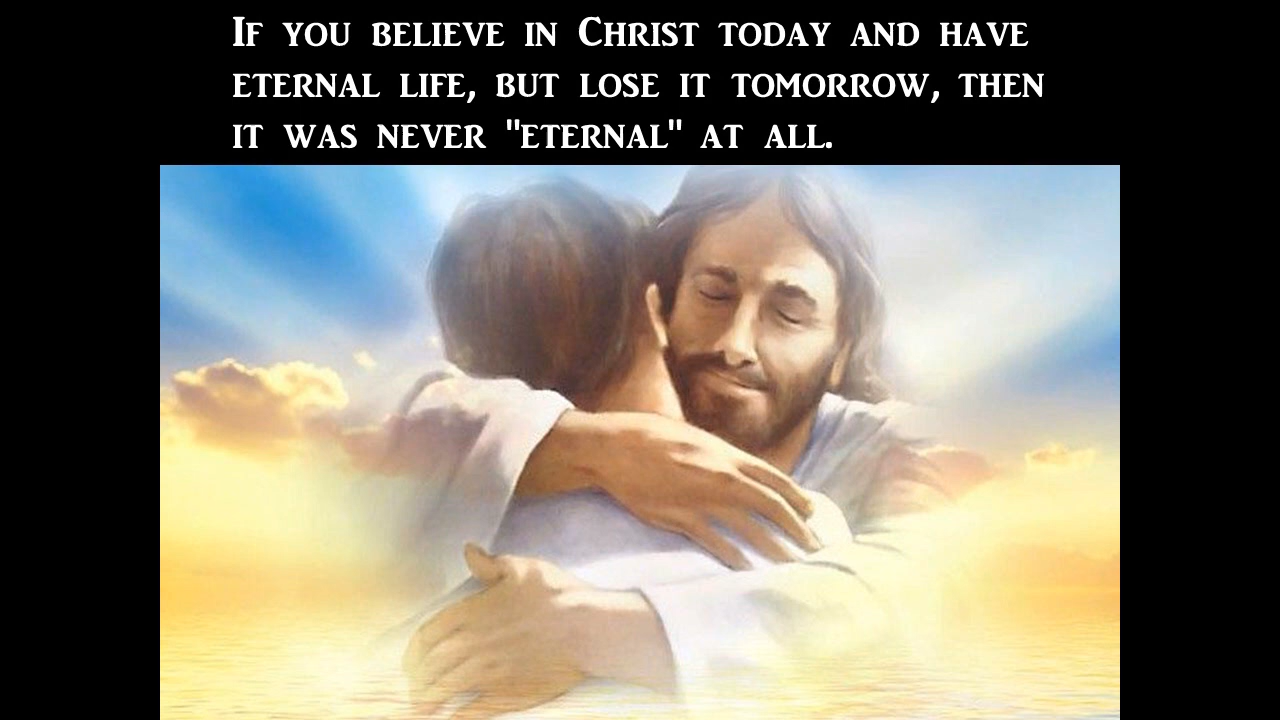 If you believe in Christ today and have
eternal life, but lose it tomorrow, then
it was never "eternal" at all.